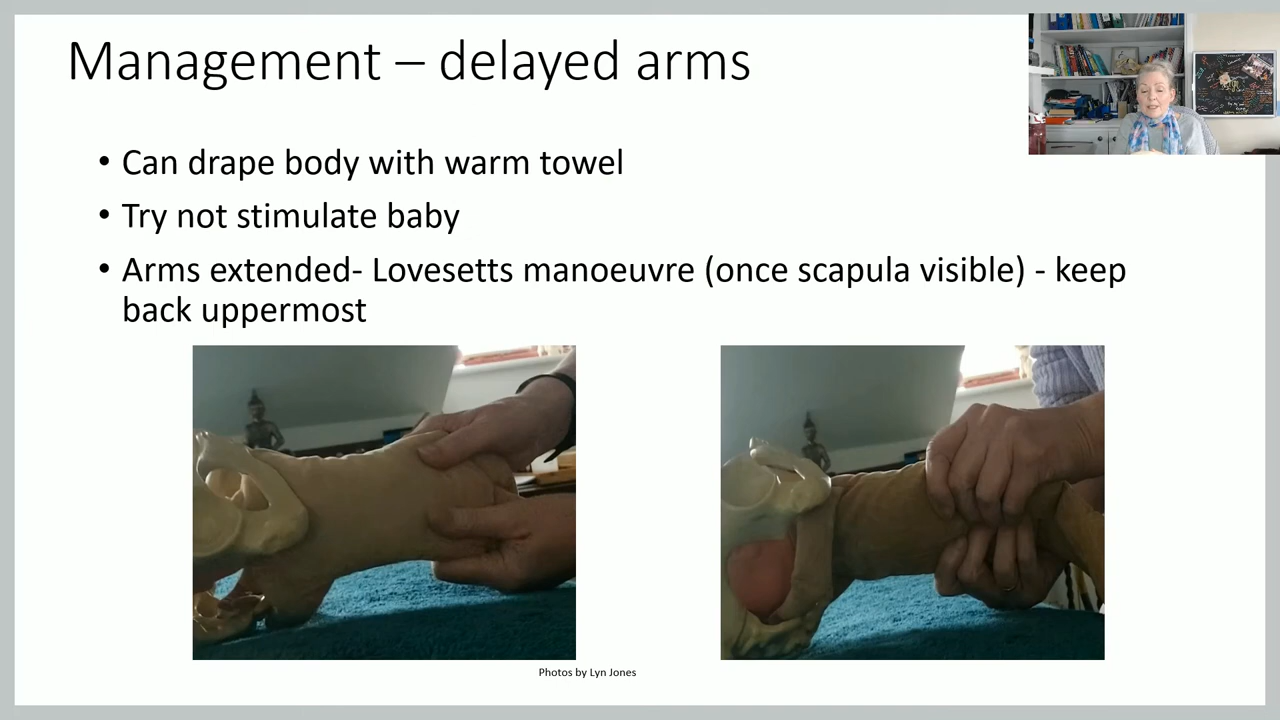 Management – delayed arms
• Can drape body with warm towel
• Try not stimulate baby
• Arms extended- Lovesetts manoeuvre (once scapula visible) - keep
back uppermost
Photos by Lyn Jones